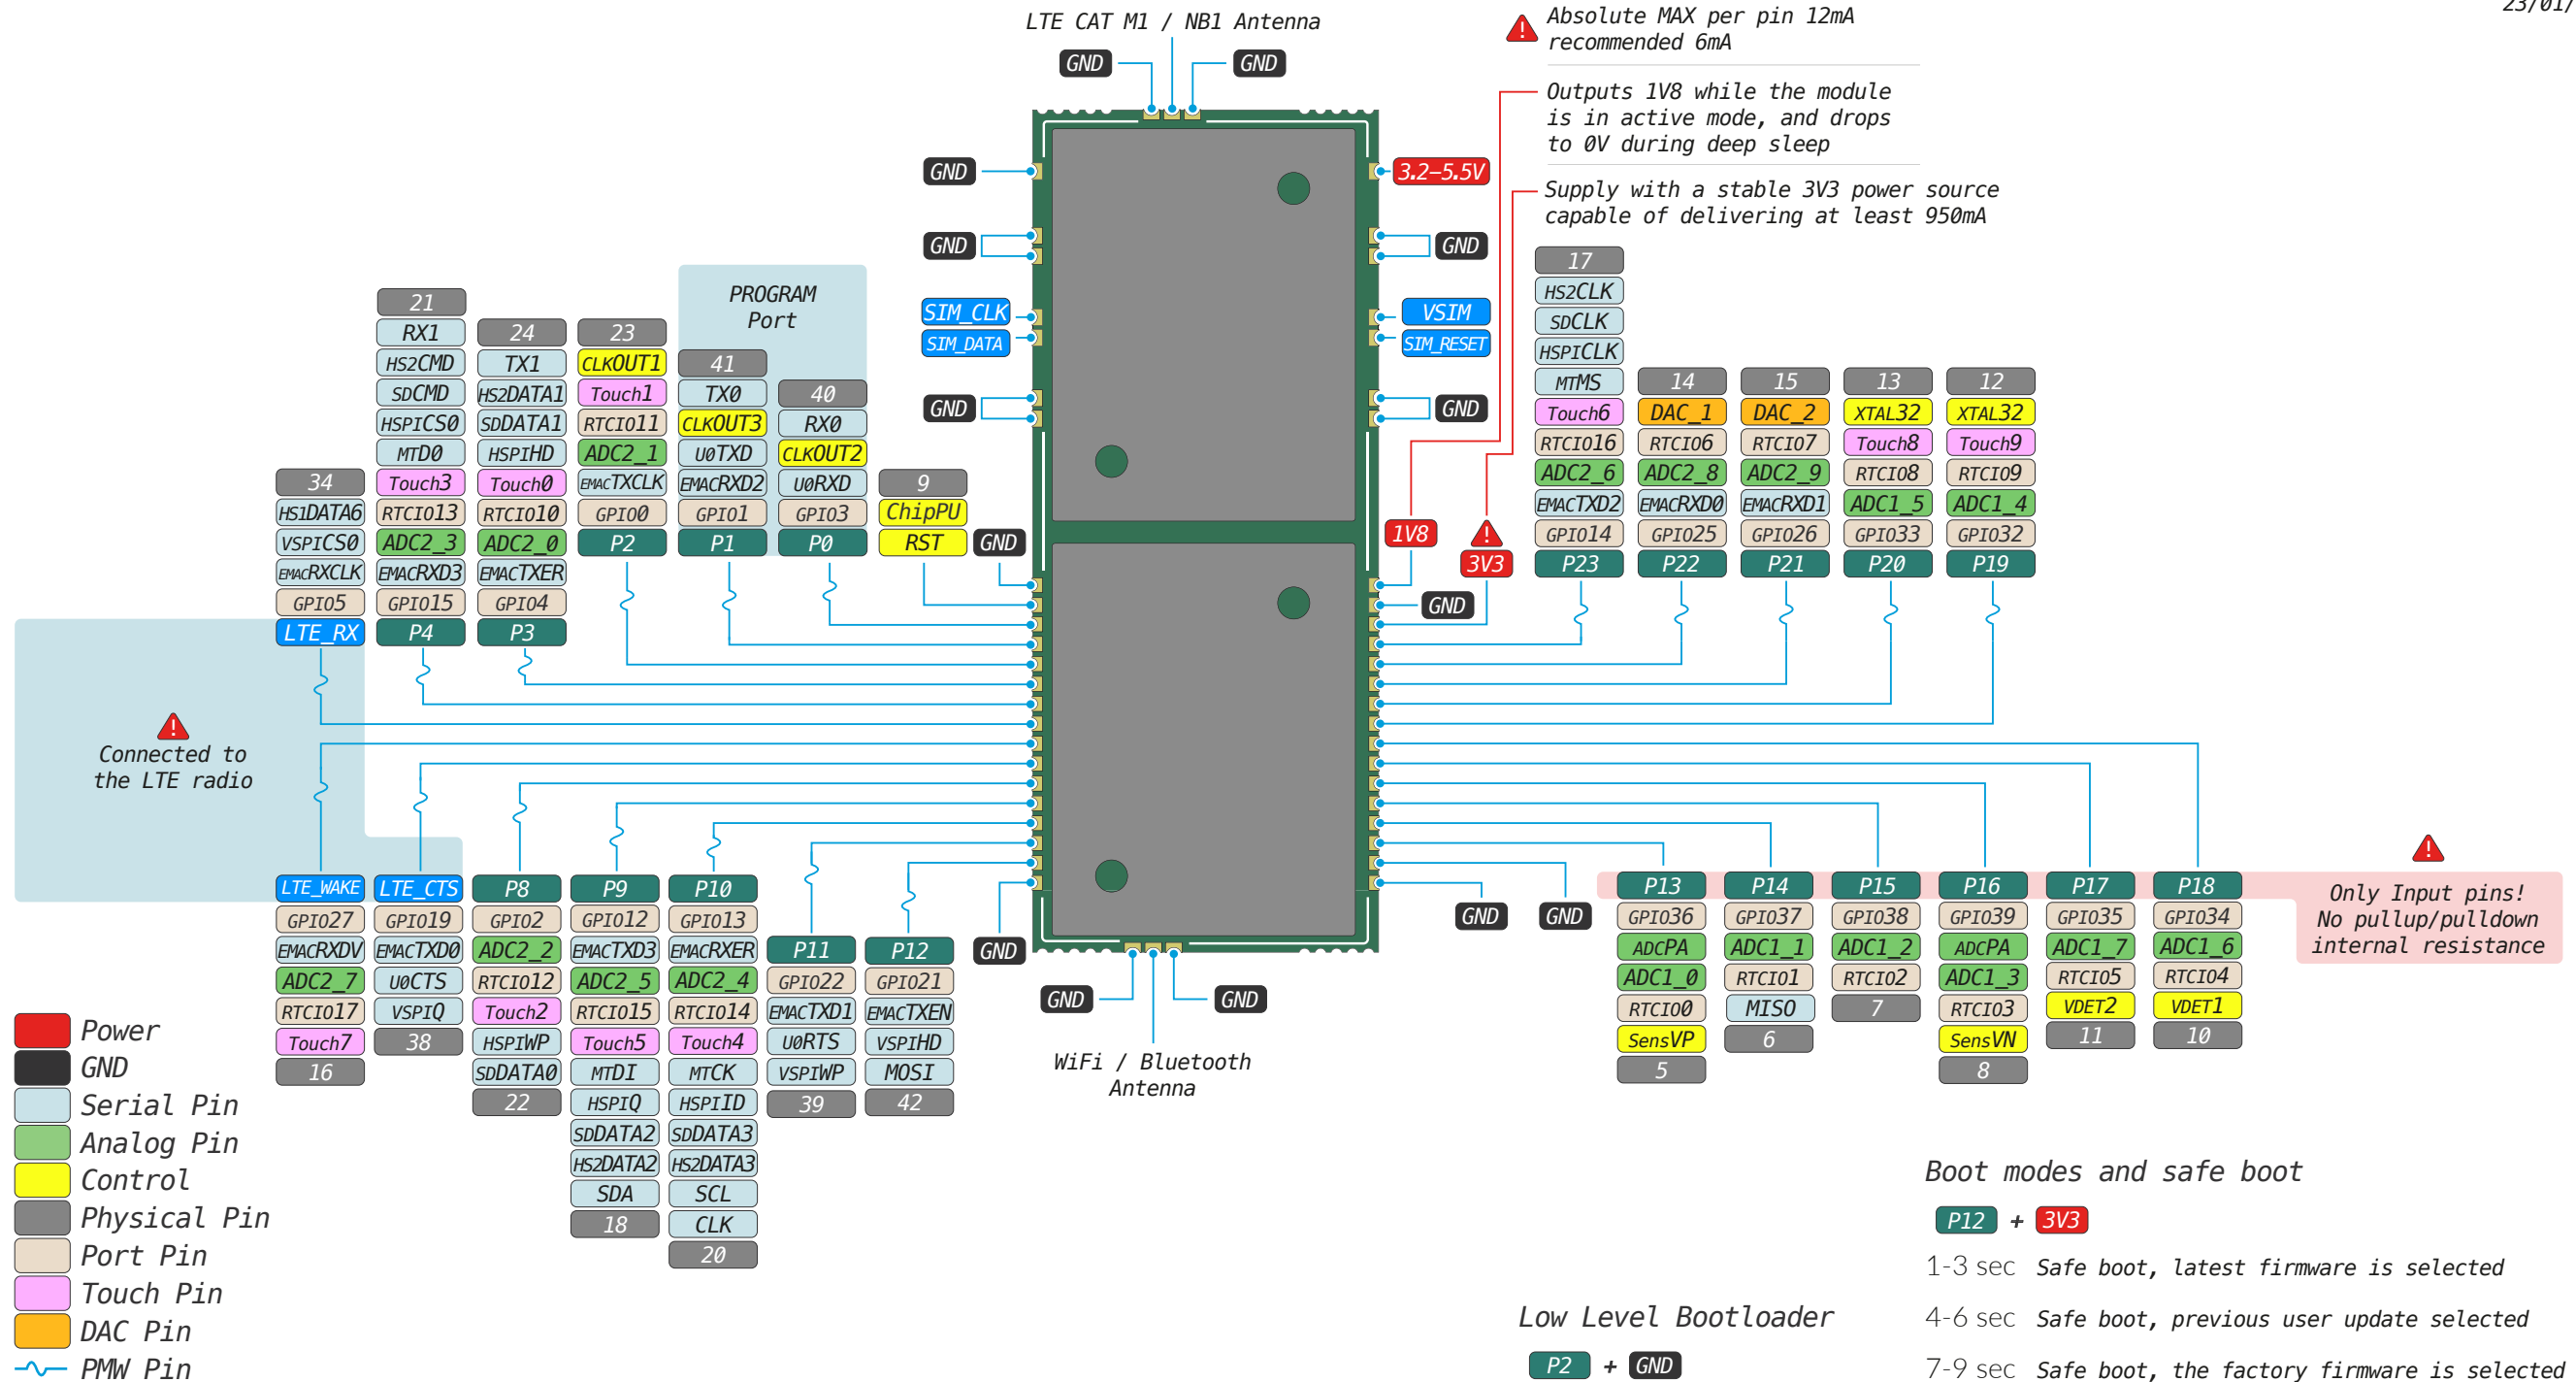 23/01/
LTE CAT M1 / NB1 Antenna
GND
GND
Absolute MAX per pin 12mA
recommended 6mA
Outputs 1V8 while the module
is in active mode, and drops
to 0V during deep sleep
Supply with a stable 3V3 power source
capable of delivering at least 950mA
GND
3.2-5.5V
GND
GND
SIM_CLK
VSIM
SIM_DATA
SIM_RESET
GND
GND
PROGRAM
Port
34
HS1DATA6
VSPICS0
EMACRXCLK
GPIO5
LTE_RX
21
RX1
HS2CMD
SDCMD
HSPICS0
MTDO
Touch3
RTCIO13
ADC2_3
EMACRXD3
GPIO15
P4
24
TX1
HS2DATA1
SDDATA1
HSPIHD
Touch0
RTCIO10
ADC2_0
EMACTXER
GPIO4
P3
23
CLKOUT1
Touch1
RTCIO11
ADC2_1
EMACTXCLK
GPIO0
P2
41
TX0
CLKOUT3
U0TXD
EMACRXD2
GPIO1
P1
40
RX0
CLKOUT2
U0RXD
GPIO3
P0
9
ChipPU
RST
GND
1V8
3V3
GND
17
HS2CLK
SDCLK
HSPICLK
MTMS
Touch6
RTCIO16
ADC2_6
EMACTXD2
GPIO14
P23
14
DAC_1
RTCIO6
ADC2_8
EMACRXD0
GPIO25
P22
15
DAC_2
RTCIO7
ADC2_9
EMACRXD1
GPIO26
P21
13
XTAL32
Touch8
RTCIO8
ADC1_5
GPIO33
P20
12
XTAL32
Touch9
RTCIO9
ADC1_4
GPIO32
P19
Connected to
the LTE radio
LTE_WAKE
GPIO27
EMACRXDV
ADC2_7
RTCIO17
Touch7
16
LTE_CTS
GPIO19
EMACTXD0
U0CTS
VSPIQ
38
P8
GPIO2
ADC2_2
RTCIO12
Touch2
HSPIWP
SDDATA0
22
P9
GPIO12
EMACTXD3
ADC2_5
RTCIO15
Touch5
MTDI
HSPIQ
SDDATA2
HS2DATA2
SDA
18
P10
GPIO13
EMACRXER
ADC2_4
RTCIO14
Touch4
MTCK
HSPIID
SDDATA3
HS2DATA3
SCL
CLK
20
P11
GPIO22
EMACTXD1
U0RTS
VSPIWP
39
P12
GPIO21
EMACTXEN
VSPIHD
MOSI
42
GND
GND
GND
WiFi / Bluetooth
Antenna
GND
GND
P13
GPIO36
ADCPA
ADC1_0
RTCIO0
SensVP
5
P14
GPIO37
ADC1_1
RTCIO1
MISO
6
P15
GPIO38
ADC1_2
RTCIO2
7
P16
GPIO39
ADCPA
ADC1_3
RTCIO3
SensVN
8
P17
GPIO35
ADC1_7
RTCIO5
VDET2
11
P18
GPIO34
ADC1_6
RTCIO4
VDET1
10
Only Input pins!
No pullup/pulldown
internal resistance
Power
GND
Serial Pin
Analog Pin
Control
Physical Pin
Port Pin
Touch Pin
DAC Pin
PMW Pin
Low Level Bootloader
P2 + GND
Boot modes and safe boot
P12 + 3V3
1-3 sec Safe boot, latest firmware is selected
4-6 sec Safe boot, previous user update selected
7-9 sec Safe boot, the factory firmware is selected